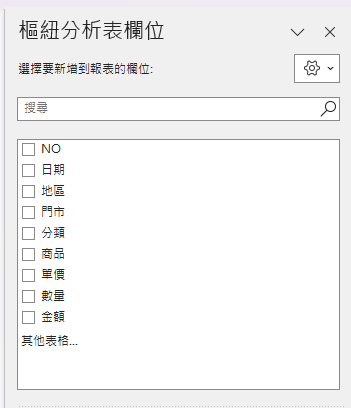 樞紐分析表欄位
選擇要新增到報表的欄位:
搜尋
NO
日期
地區
門市
分類
商品
單價
數量
金額
其他表格...